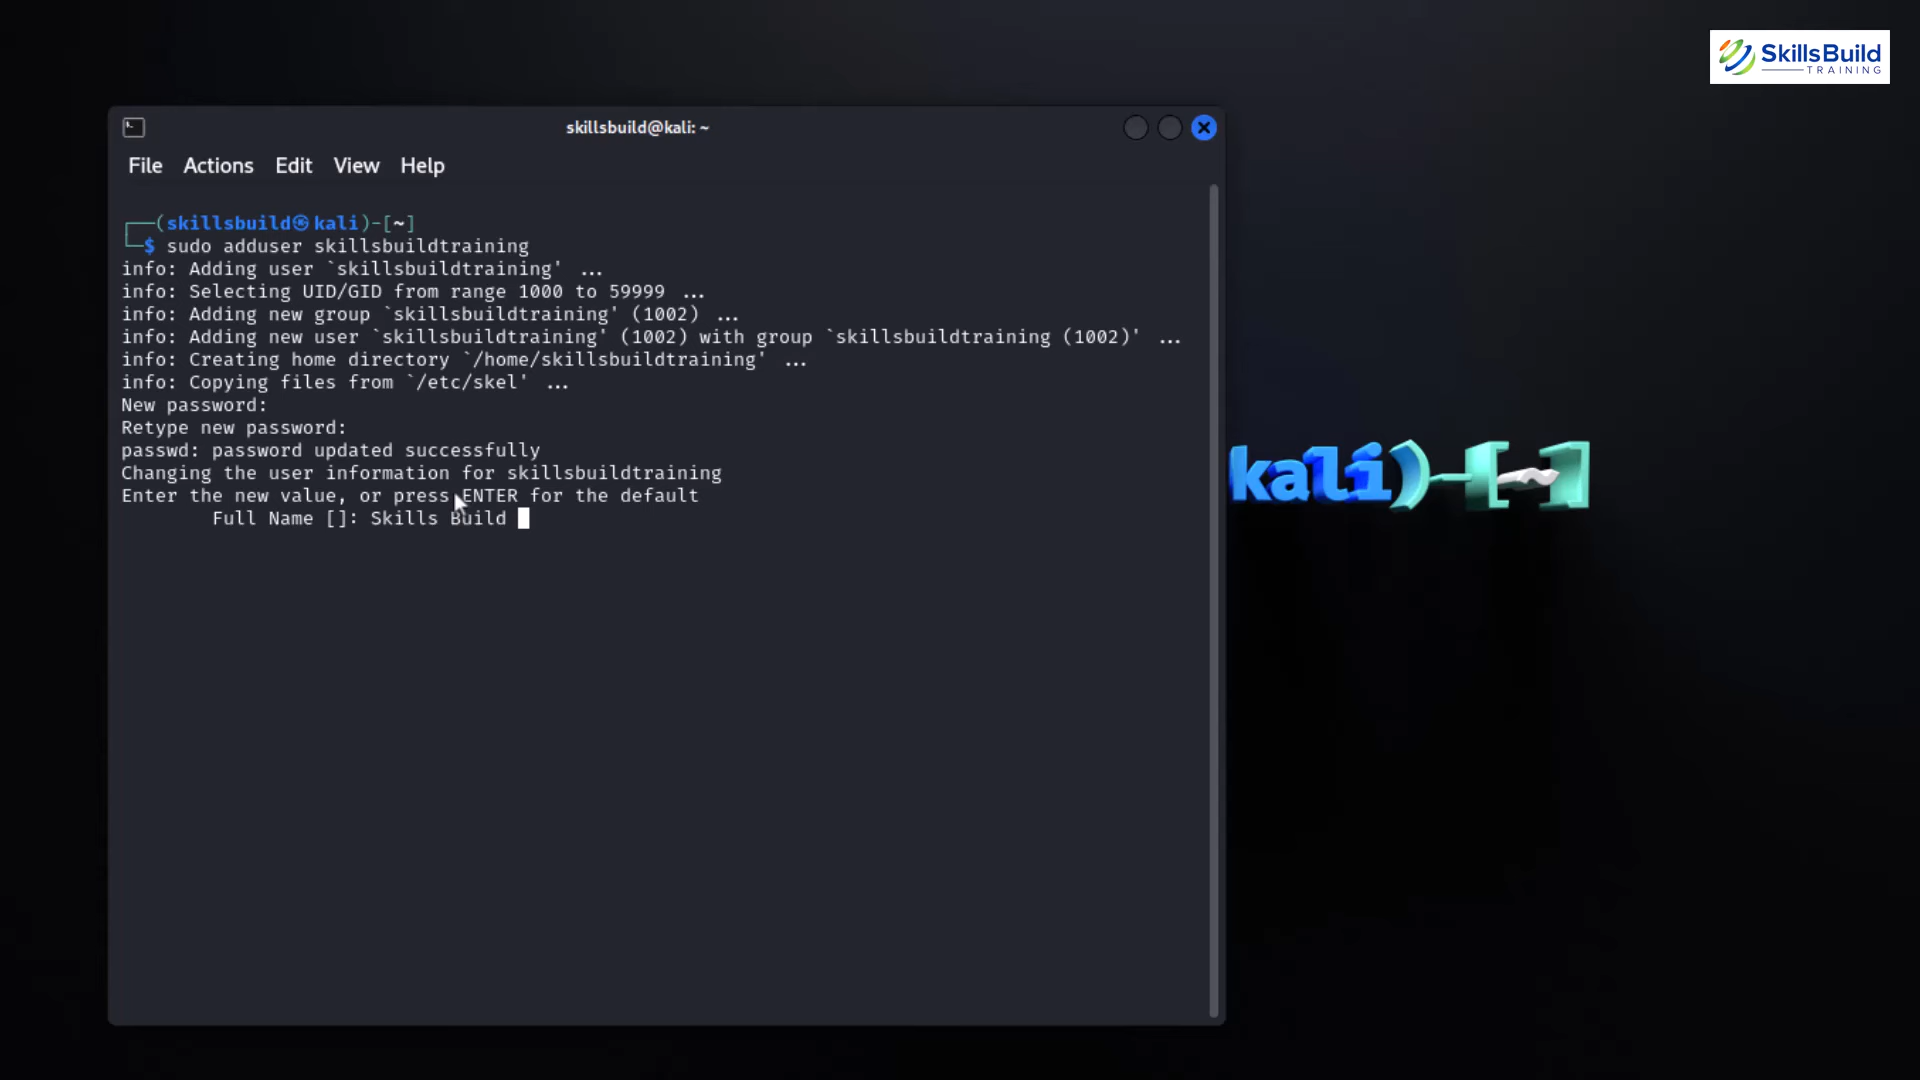 SkillsBuild
TRAINING
skillsbuild@kali: ~
File Actions Edit View Help
┌──(skillsbuild㉿kali)-[~]
└─$ sudo adduser skillsbuildtraining
info: Adding user `skillsbuildtraining' ...
info: Selecting UID/GID from range 1000 to 59999 ...
info: Adding new group `skillsbuildtraining' (1002) ...
info: Adding new user `skillsbuildtraining' (1002) with group `skillsbuildtraining (1002)' ...
info: Creating home directory `/home/skillsbuildtraining' ...
info: Copying files from `/etc/skel' ...
New password:
Retype new password:
passwd: password updated successfully
Changing the user information for skillsbuildtraining
Enter the new value, or press ENTER for the default
Full Name []: Skills Build
kali)-[~]